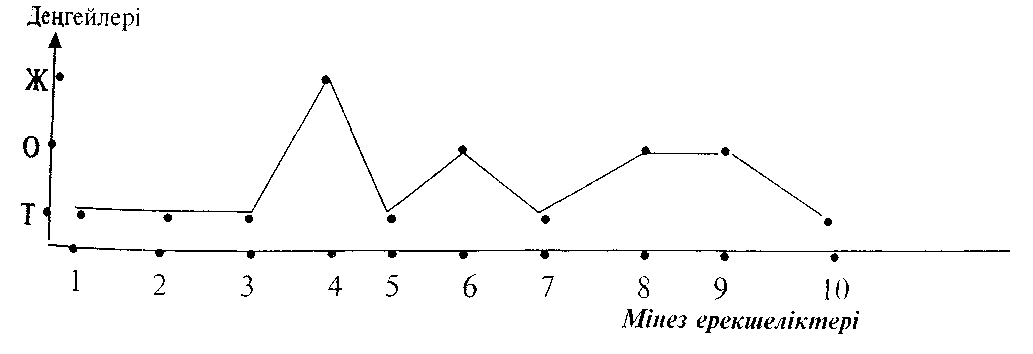 Деңгейлері
Ж
О
Т
1 2 3 4 5 6 7 8 9 10
Мінез ерекшеліктері